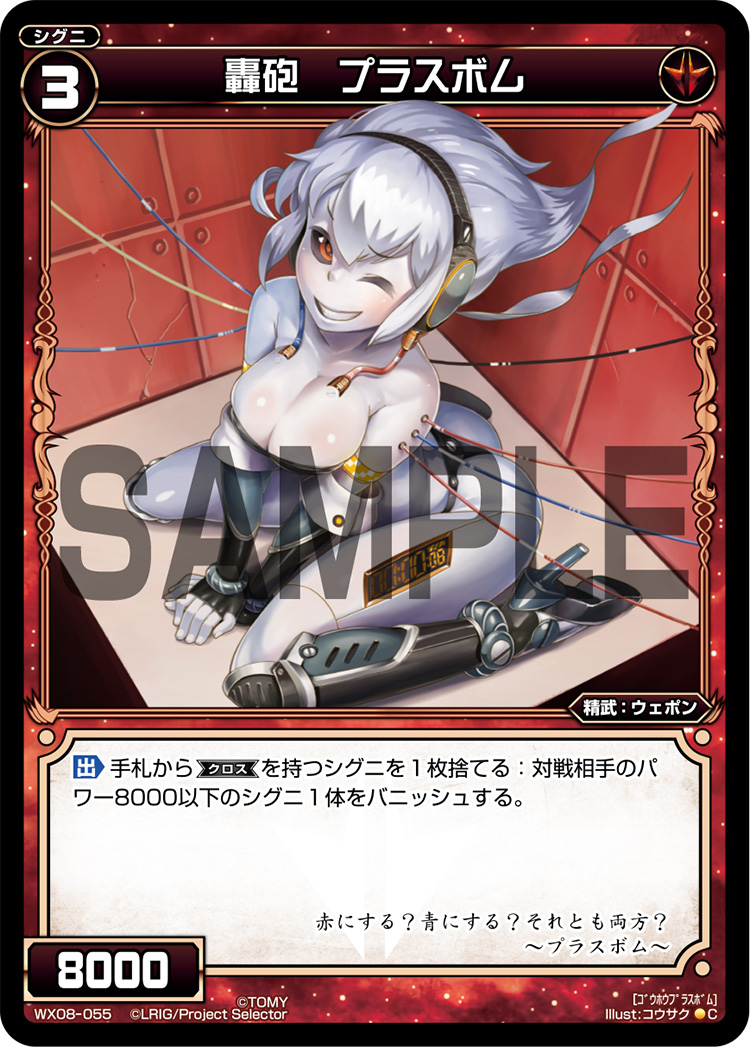 シグニ
3
轟砲 プラスボム
SAMPLE
00:00:08
精武：ウェポン
出 手札からクロスを持つシグニを１枚捨てる：対戦相手のパ
ワー8000以下のシグニ１体をバニッシュする。
赤にする？青にする？それとも両方？
～プラスボム～
8000
WX08-055 ©LRIG/Project Selector
©TOMY
[ｺﾞｳﾎｳﾌﾟﾗｽﾎﾞﾑ]
Illust:コウサク C